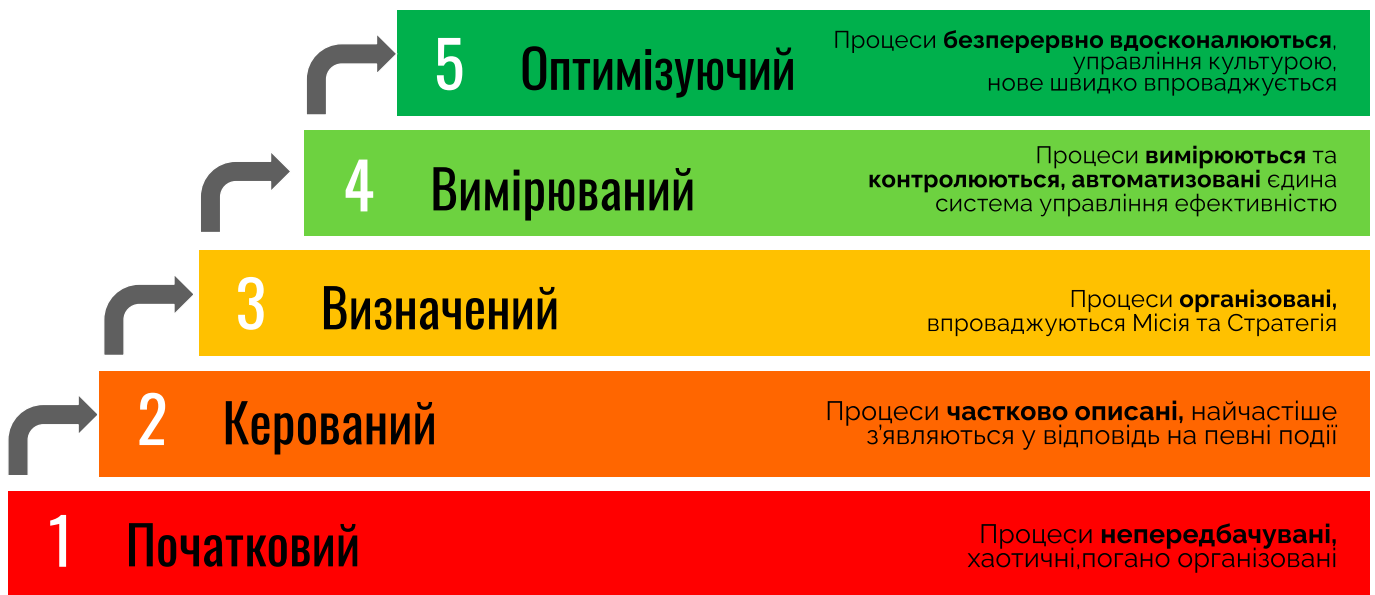 5
Оптимізуючий
Процеси безперервно вдосконалюються,
управління культурою,
нове швидко впроваджується
4
Вимірюваний
Процеси вимірюються та
контролюються, автоматизовані єдина
система управління ефективністю
3
Визначений
Процеси організовані,
впроваджуються Місія та Стратегія
2
Керований
Процеси частково описані, найчастіше
з’являються у відповідь на певні події
1
Початковий
Процеси непередбачувані,
хаотичні,погано організовані